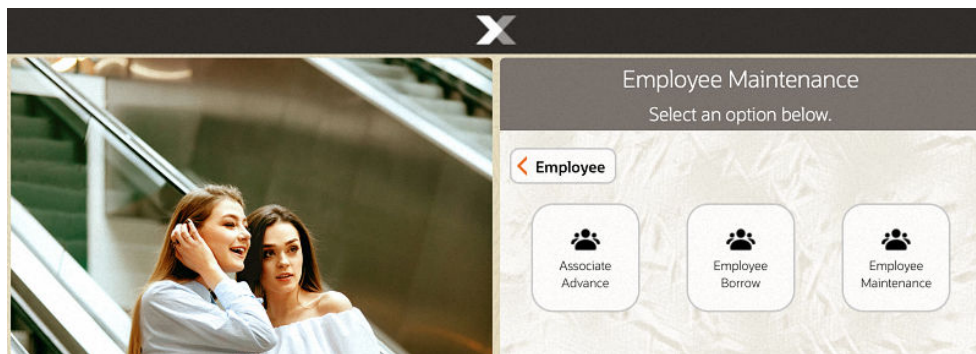 Employee Maintenance
Select an option below.
Employee
Associate
Advance
Employee
Borrow
Employee
Maintenance